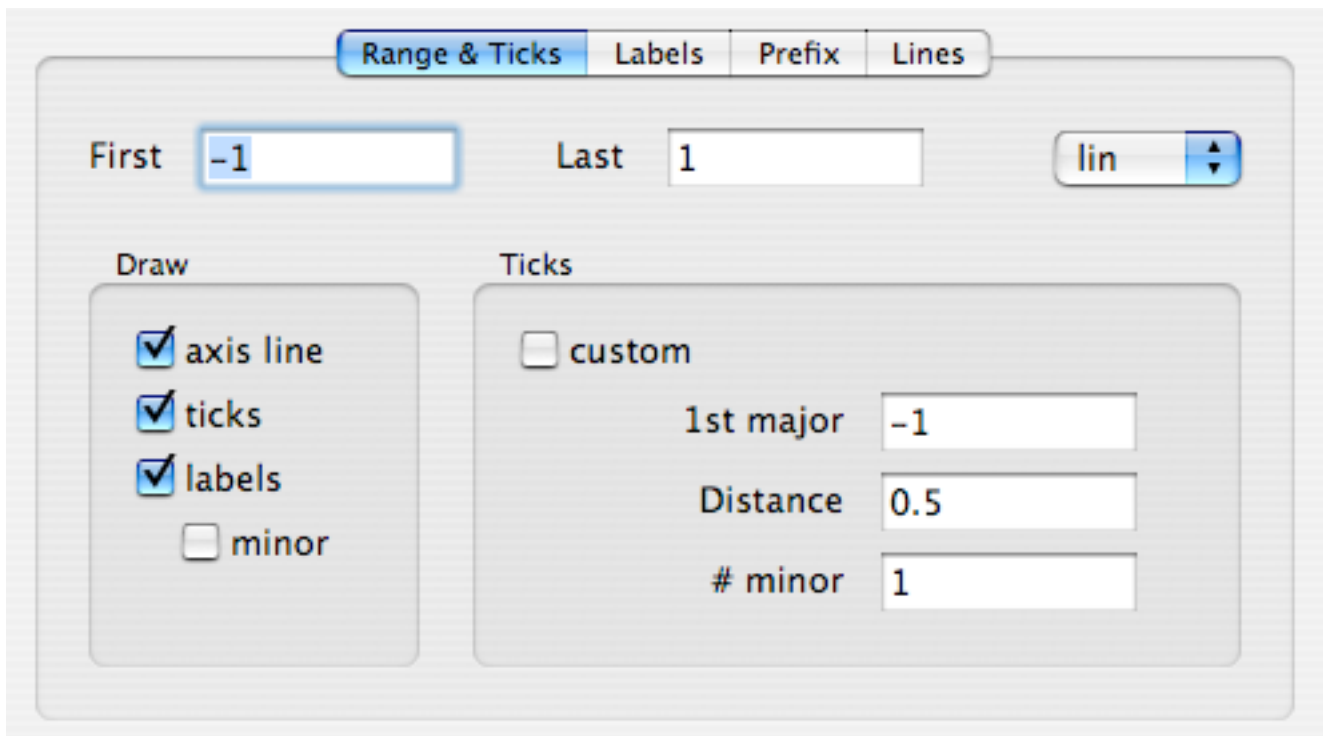 Range & Ticks Labels Prefix Lines
First -1 Last 1 lin
Draw
axis line
ticks
labels
minor
Ticks
custom
1st major -1
Distance 0.5
# minor 1